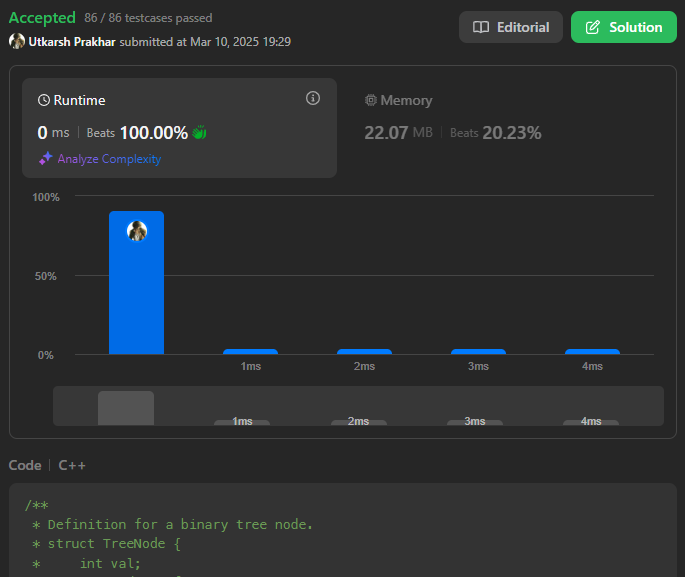 Accepted 86 / 86 testcases passed
Editorial
Solution
Utkarsh Prakhar submitted at Mar 10, 2025 19:29
Runtime
0 ms | Beats 100.00%
Analyze Complexity
Memory
22.07 MB | Beats 20.23%
100%
50%
0%
1ms 2ms 3ms 4ms
1ms 2ms 3ms 4ms
Code | C++
/**
* Definition for a binary tree node.
* struct TreeNode {
*     int val;